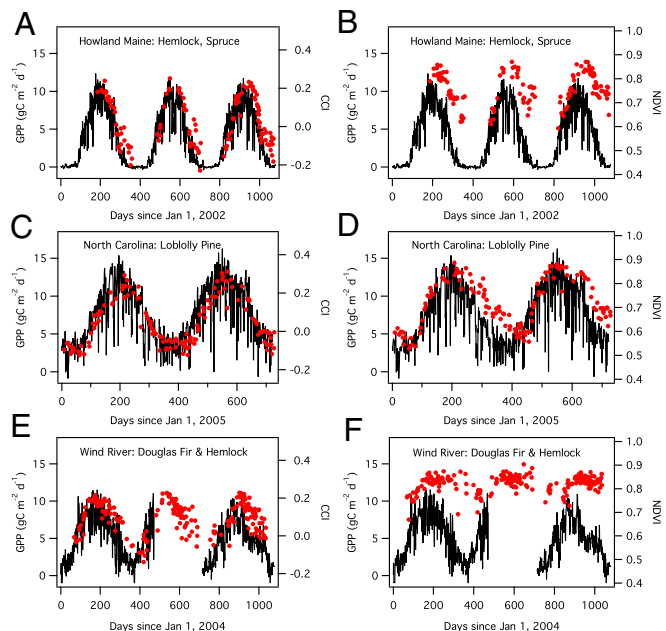 A
Howland Maine: Hemlock, Spruce
GPP (gC m⁻² d⁻¹)
15
10
5
0
0.4
0.2
0.0
-0.2
CCI
0 200 400 600 800 1000
Days since Jan 1, 2002
B
Howland Maine: Hemlock, Spruce
GPP (gC m⁻² d⁻¹)
15
10
5
0
1.0
0.9
0.8
0.7
0.6
0.5
0.4
NDVI
0 200 400 600 800 1000
Days since Jan 1, 2002
C
North Carolina: Loblolly Pine
GPP (gC m⁻² d⁻¹)
15
10
5
0
0.4
0.2
0.0
-0.2
CCI
0 200 400 600
Days since Jan 1, 2005
D
North Carolina: Loblolly Pine
GPP (gC m⁻² d⁻¹)
15
10
5
0
1.0
0.9
0.8
0.7
0.6
0.5
0.4
NDVI
0 200 400 600
Days since Jan 1, 2005
E
Wind River: Douglas Fir & Hemlock
GPP (gC m⁻² d⁻¹)
15
10
5
0
0.4
0.2
0.0
-0.2
CCI
0 200 400 600 800 1000
Days since Jan 1, 2004
F
Wind River: Douglas Fir & Hemlock
GPP (gC m⁻² d⁻¹)
15
10
5
0
1.0
0.9
0.8
0.7
0.6
0.5
0.4
NDVI
0 200 400 600 800 1000
Days since Jan 1, 2004